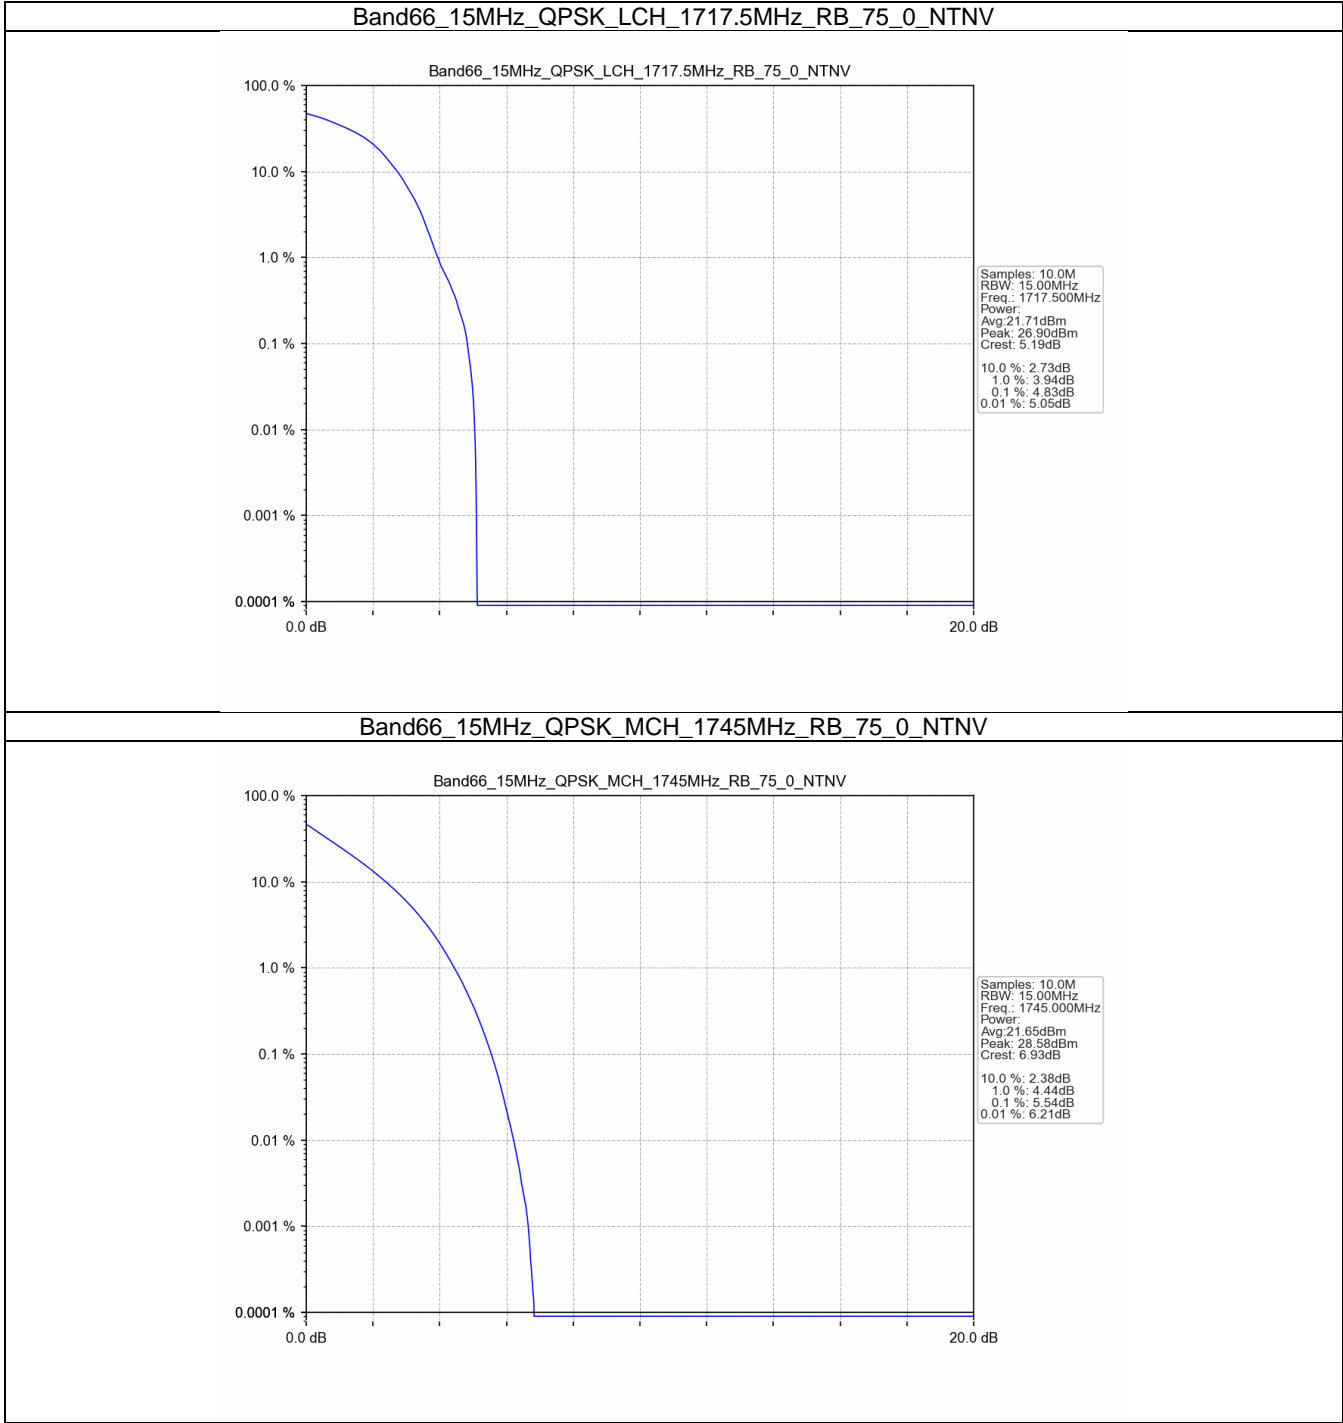 Band66_15MHz_QPSK_LCH_1717.5MHz_RB_75_0_NTNV
Band66_15MHz_QPSK_LCH_1717.5MHz_RB_75_0_NTNV
100.0 %
10.0 %
1.0 %
0.1 %
0.01 %
0.001 %
0.0001 %
0.0 dB
20.0 dB
Samples: 10.0M
RBW: 15.00MHz
Freq.: 1717.500MHz
Power:
Avg:21.71dBm
Peak: 26.90dBm
Crest: 5.19dB
10.0 %: 2.73dB
1.0 %: 3.94dB
0.1 %: 4.83dB
0.01 %: 5.05dB
Band66_15MHz_QPSK_MCH_1745MHz_RB_75_0_NTNV
Band66_15MHz_QPSK_MCH_1745MHz_RB_75_0_NTNV
100.0 %
10.0 %
1.0 %
0.1 %
0.01 %
0.001 %
0.0001 %
0.0 dB
20.0 dB
Samples: 10.0M
RBW: 15.00MHz
Freq.: 1745.000MHz
Power:
Avg:21.65dBm
Peak: 28.58dBm
Crest: 6.93dB
10.0 %: 2.38dB
1.0 %: 4.44dB
0.1 %: 5.54dB
0.01 %: 6.21dB